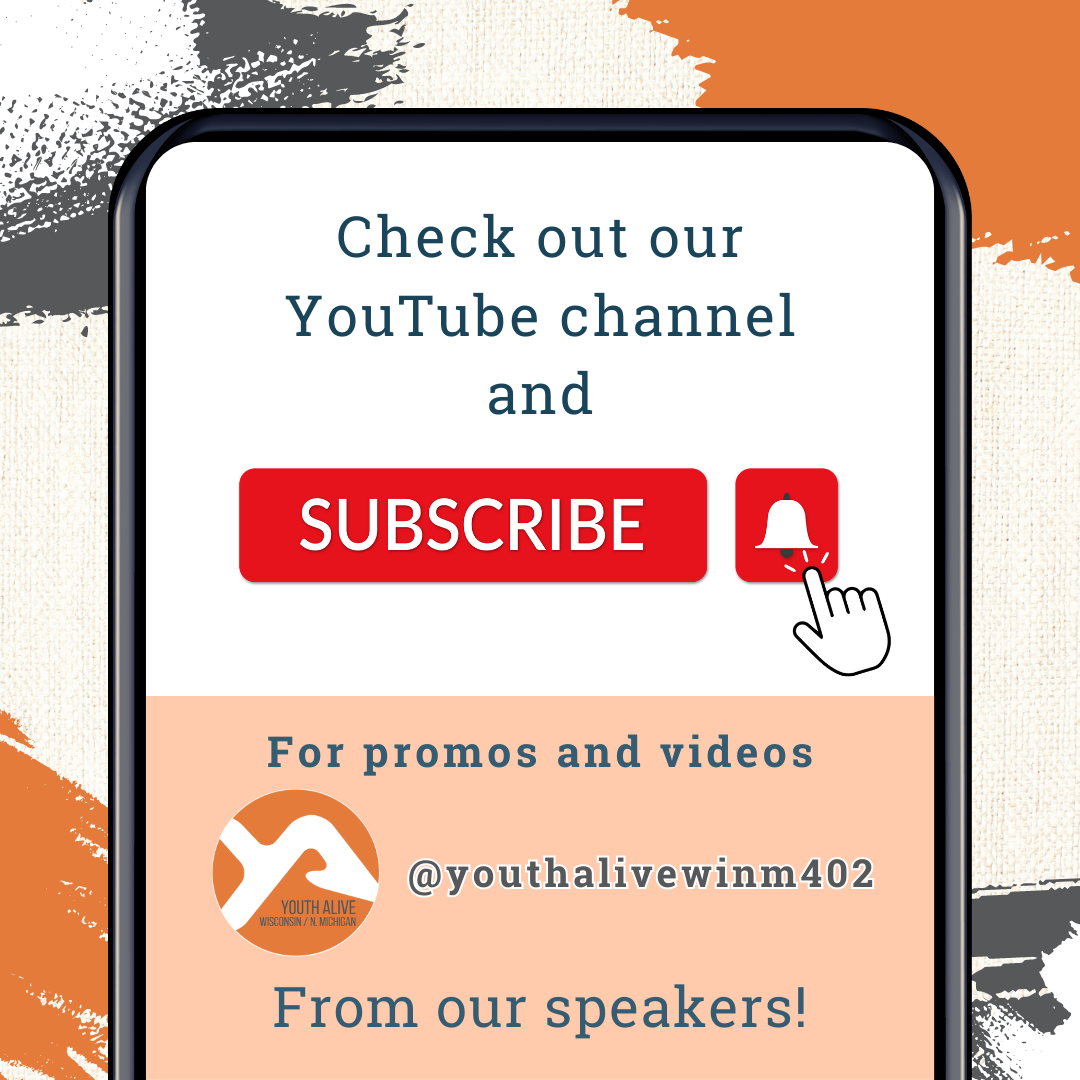 Check out our
YouTube channel
and
SUBSCRIBE
For promos and videos
YOUTH ALIVE
WISCONSIN / N. MICHIGAN
@youthalivewinm402
From our speakers!